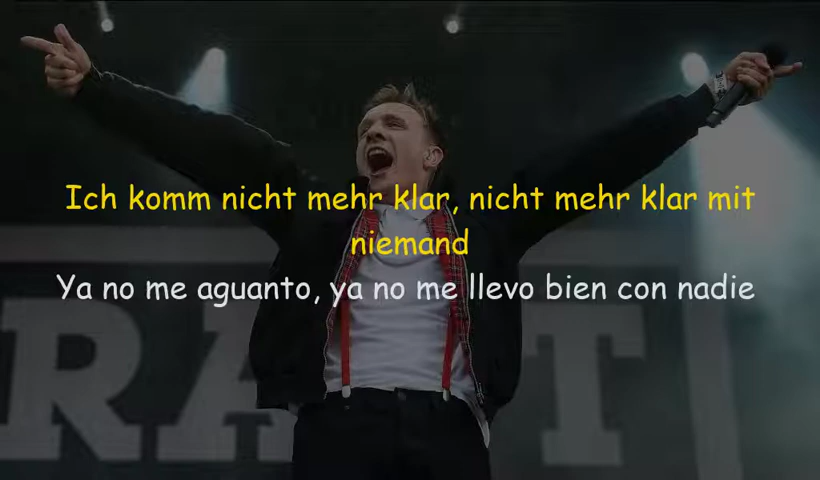 Ich komm nicht mehr klar, nicht mehr klar mit
niemand
Ya no me aguanto, ya no me llevo bien con nadie
RA T